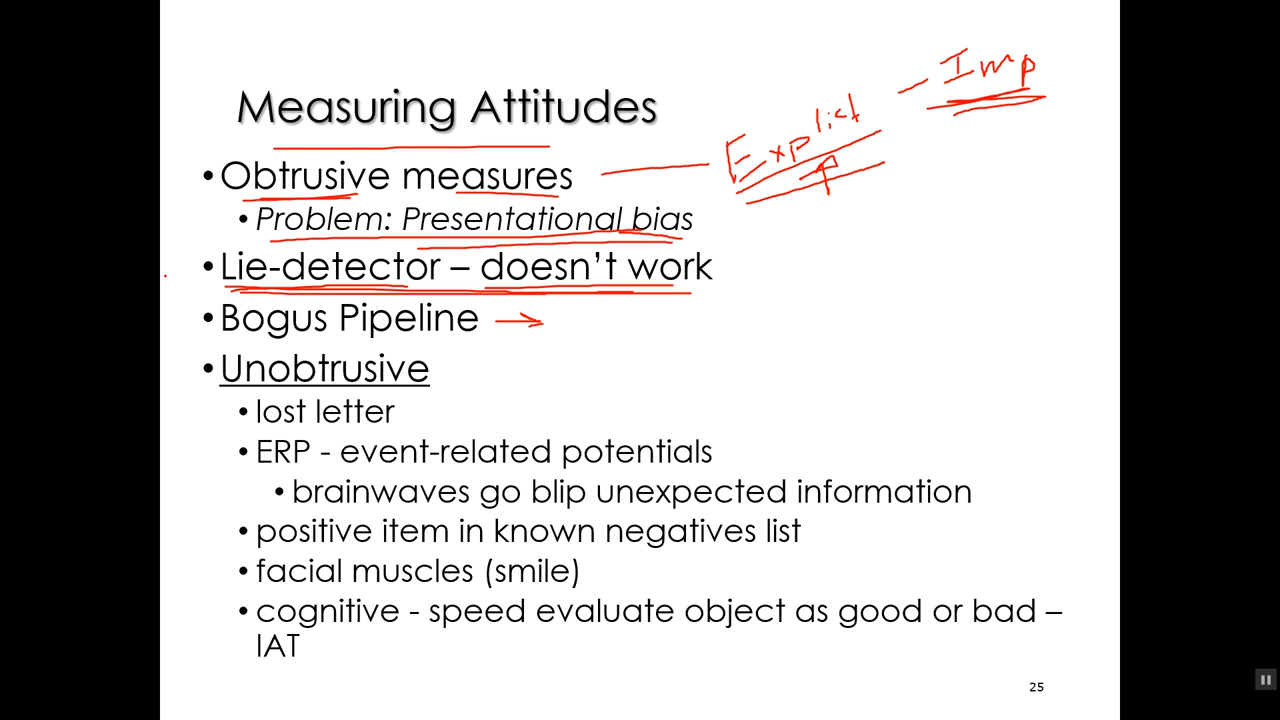 Measuring Attitudes
Explict - Imp
• Obtrusive measures
• Problem: Presentational bias
• Lie-detector – doesn't work
• Bogus Pipeline →
• Unobtrusive
• lost letter
• ERP - event-related potentials
• brainwaves go blip unexpected information
• positive item in known negatives list
• facial muscles (smile)
• cognitive - speed evaluate object as good or bad –
IAT
25